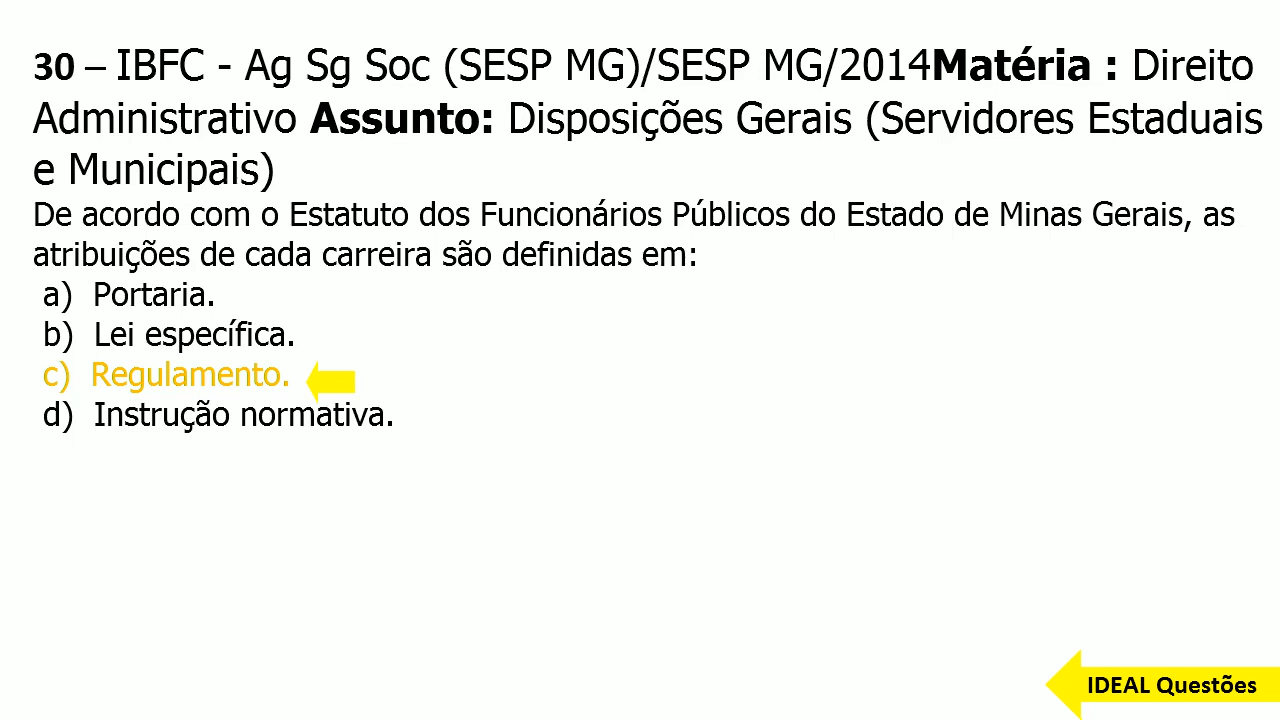 30 – IBFC - Ag Sg Soc (SESP MG)/SESP MG/2014Matéria : Direito
Administrativo Assunto: Disposições Gerais (Servidores Estaduais
e Municipais)
De acordo com o Estatuto dos Funcionários Públicos do Estado de Minas Gerais, as
atribuições de cada carreira são definidas em:
a) Portaria.
b) Lei específica.
c) Regulamento.
d) Instrução normativa.
IDEAL Questões